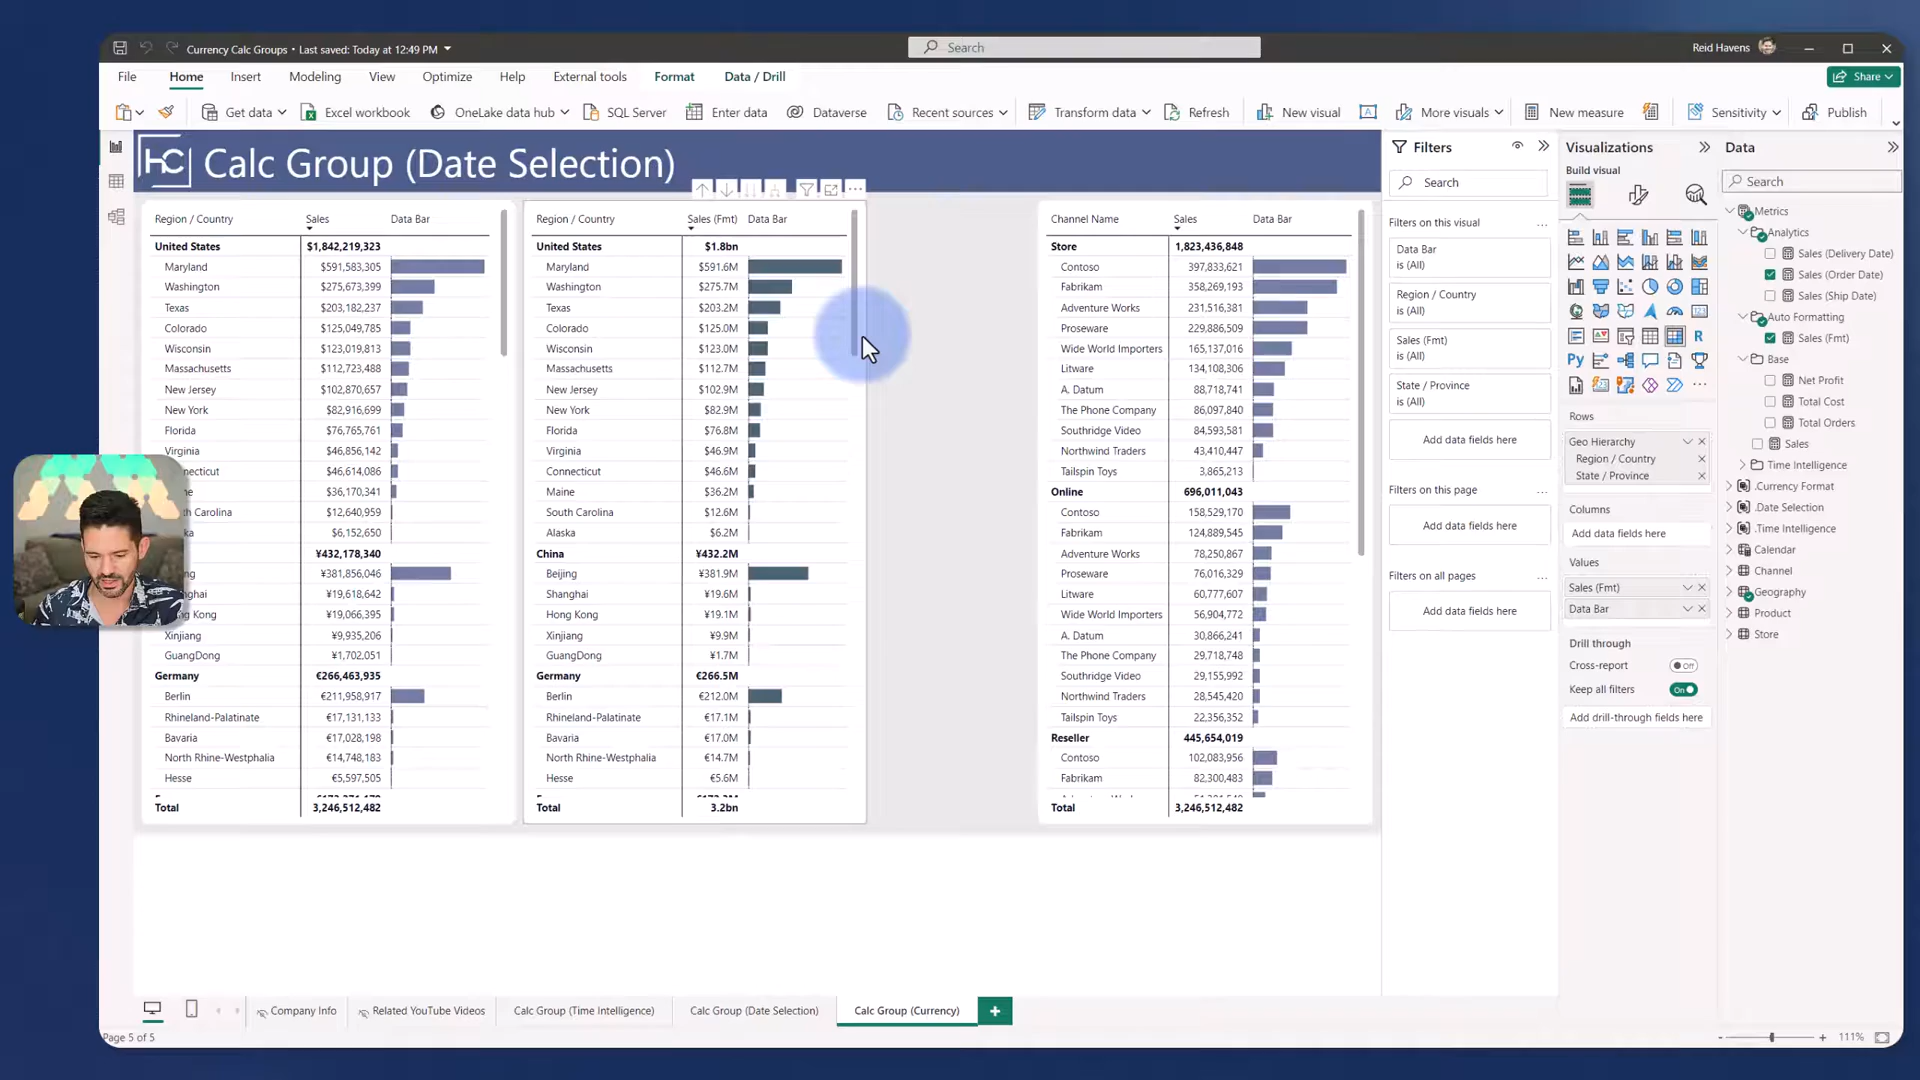 Currency Calc Groups • Last saved: Today at 12:49 PM
Search
Reid Havens
File Home Insert Modeling View Optimize Help External tools Format Data / Drill
Share
Get data Excel workbook OneLake data hub SQL Server Enter data Dataverse Recent sources Transform data Refresh New visual More visuals New measure Sensitivity Publish
HC Calc Group (Date Selection)
Region / Country Sales Data Bar
United States $1,842,219,323
Maryland $591,583,305
Washington $275,673,399
Texas $203,182,237
Colorado $125,049,785
Wisconsin $123,019,813
Massachusetts $112,723,488
New Jersey $102,870,657
New York $82,916,699
Florida $76,765,761
Virginia $46,856,142
necticut $46,614,086
ne $36,170,341
th Carolina $12,640,959
ka $6,152,650
¥432,178,340
ng ¥381,856,046
nghai ¥19,618,642
ng Kong ¥19,066,395
Xinjiang ¥9,935,206
GuangDong ¥1,702,051
Germany €266,463,935
Berlin €211,958,917
Rhineland-Palatinate €17,131,133
Bavaria €17,028,198
North Rhine-Westphalia €14,748,183
Hesse €5,597,505
Total 3,246,512,482
Region / Country Sales (Fmt) Data Bar
United States $1.8bn
Maryland $591.6M
Washington $275.7M
Texas $203.2M
Colorado $125.0M
Wisconsin $123.0M
Massachusetts $112.7M
New Jersey $102.9M
New York $82.9M
Florida $76.8M
Virginia $46.9M
Connecticut $46.6M
Maine $36.2M
South Carolina $12.6M
Alaska $6.2M
China ¥432.2M
Beijing ¥381.9M
Shanghai ¥19.6M
Hong Kong ¥19.1M
Xinjiang ¥9.9M
GuangDong ¥1.7M
Germany €266.5M
Berlin €212.0M
Rhineland-Palatinate €17.1M
Bavaria €17.0M
North Rhine-Westphalia €14.7M
Hesse €5.6M
Total 3.2bn
Channel Name Sales Data Bar
Store 1,823,436,848
Contoso 397,833,621
Fabrikam 358,269,193
Adventure Works 231,516,381
Proseware 229,886,509
Wide World Importers 165,137,016
Litware 134,108,306
A. Datum 88,718,741
The Phone Company 86,097,840
Southridge Video 84,593,581
Northwind Traders 43,410,447
Tailspin Toys 3,865,213
Online 696,011,043
Contoso 158,529,170
Fabrikam 124,889,545
Adventure Works 78,250,867
Proseware 76,016,329
Litware 60,777,607
Wide World Importers 56,904,772
A. Datum 30,866,241
The Phone Company 29,718,748
Southridge Video 29,155,992
Northwind Traders 28,545,420
Tailspin Toys 22,356,352
Reseller 445,654,019
Contoso 102,083,956
Fabrikam 82,300,483
Total 3,246,512,482
Filters
Search
Filters on this visual ...
Data Bar
is (All)
Region / Country
is (All)
Sales (Fmt)
is (All)
State / Province
is (All)
Add data fields here
Filters on this page ...
Add data fields here
Filters on all pages ...
Add data fields here
Visualizations
Build visual
R
Py
...
Rows
Geo Hierarchy
Region / Country
State / Province
Columns
Add data fields here
Values
Sales (Fmt)
Data Bar
Drill through
Cross-report Off
Keep all filters On
Add drill-through fields here
Data
Search
Metrics
Analytics
Sales (Delivery Date)
Sales (Order Date)
Sales (Ship Date)
Auto Formatting
Sales (Fmt)
Base
Net Profit
Total Cost
Total Orders
Sales
Time Intelligence
.Currency Format
.Date Selection
.Time Intelligence
Calendar
Channel
Geography
Product
Store
Company Info Related YouTube Videos Calc Group (Time Intelligence) Calc Group (Date Selection) Calc Group (Currency) +
Page 5 of 5
- + 111%